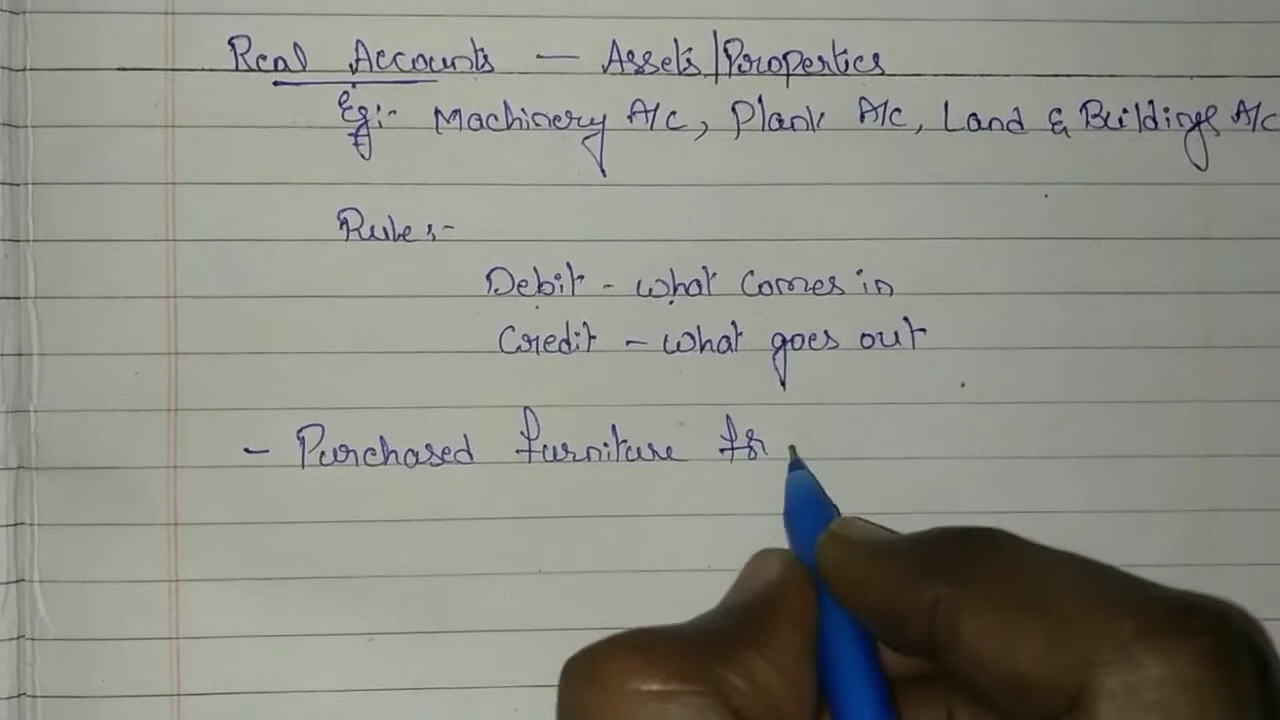 Real Accounts — Assets/Properties
Eg:- Machinery A/c, Plank A/c, Land & Buildings A/c
Rule:-
Debit - what comes in
Credit - what goes out
- Purchased furniture for